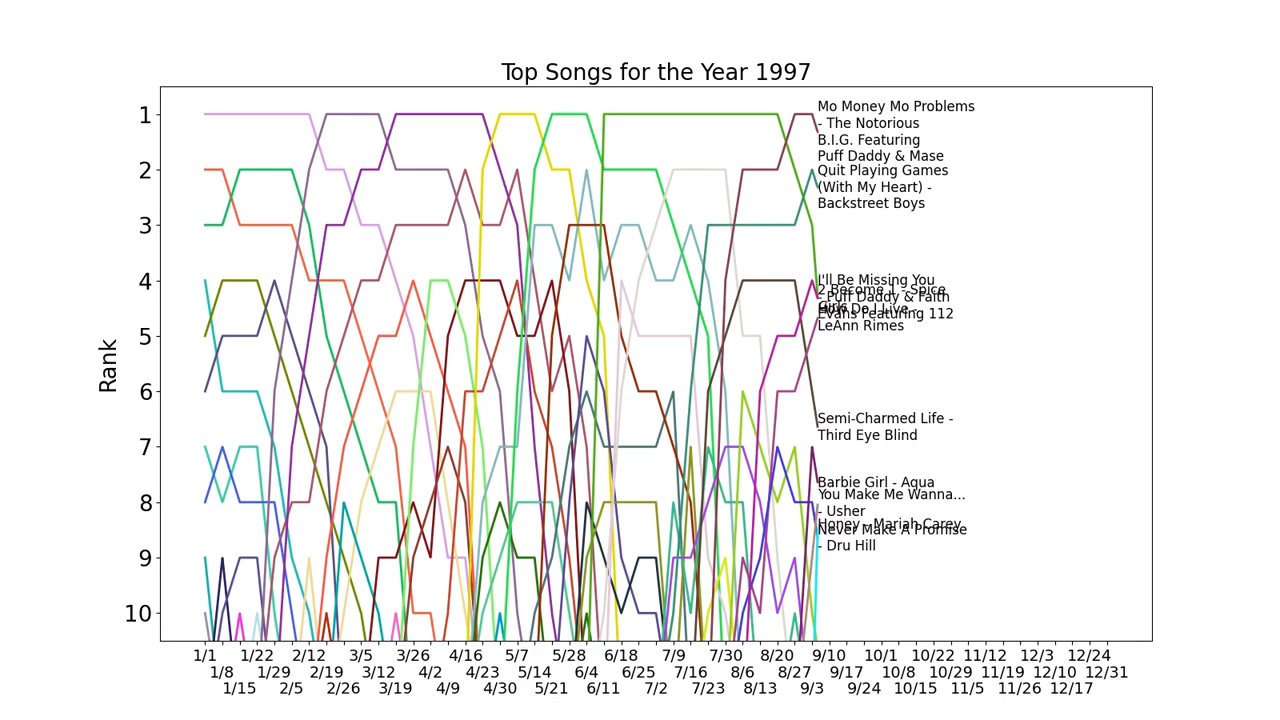 Top Songs for the Year 1997
Rank
1
2
3
4
5
6
7
8
9
10
Mo Money Mo Problems
- The Notorious
B.I.G. Featuring
Puff Daddy & Mase
Quit Playing Games
(With My Heart) -
Backstreet Boys
I'll Be Missing You
2 Become 1 - Spice
- Puff Daddy & Faith
Girls
How Do I Live -
Evans Featuring 112
LeAnn Rimes
Semi-Charmed Life -
Third Eye Blind
Barbie Girl - Aqua
You Make Me Wanna...
- Usher
Honey - Mariah Carey
Never Make A Promise
- Dru Hill
1/1 1/22 2/12 3/5 3/26 4/16 5/7 5/28 6/18 7/9 7/30 8/20 9/10 10/1 10/22 11/12 12/3 12/24
1/8 1/29 2/19 3/12 4/2 4/23 5/14 6/4 6/25 7/16 8/6 8/27 9/17 10/8 10/29 11/19 12/10 12/31
1/15 2/5 2/26 3/19 4/9 4/30 5/21 6/11 7/2 7/23 8/13 9/3 9/24 10/15 11/5 11/26 12/17